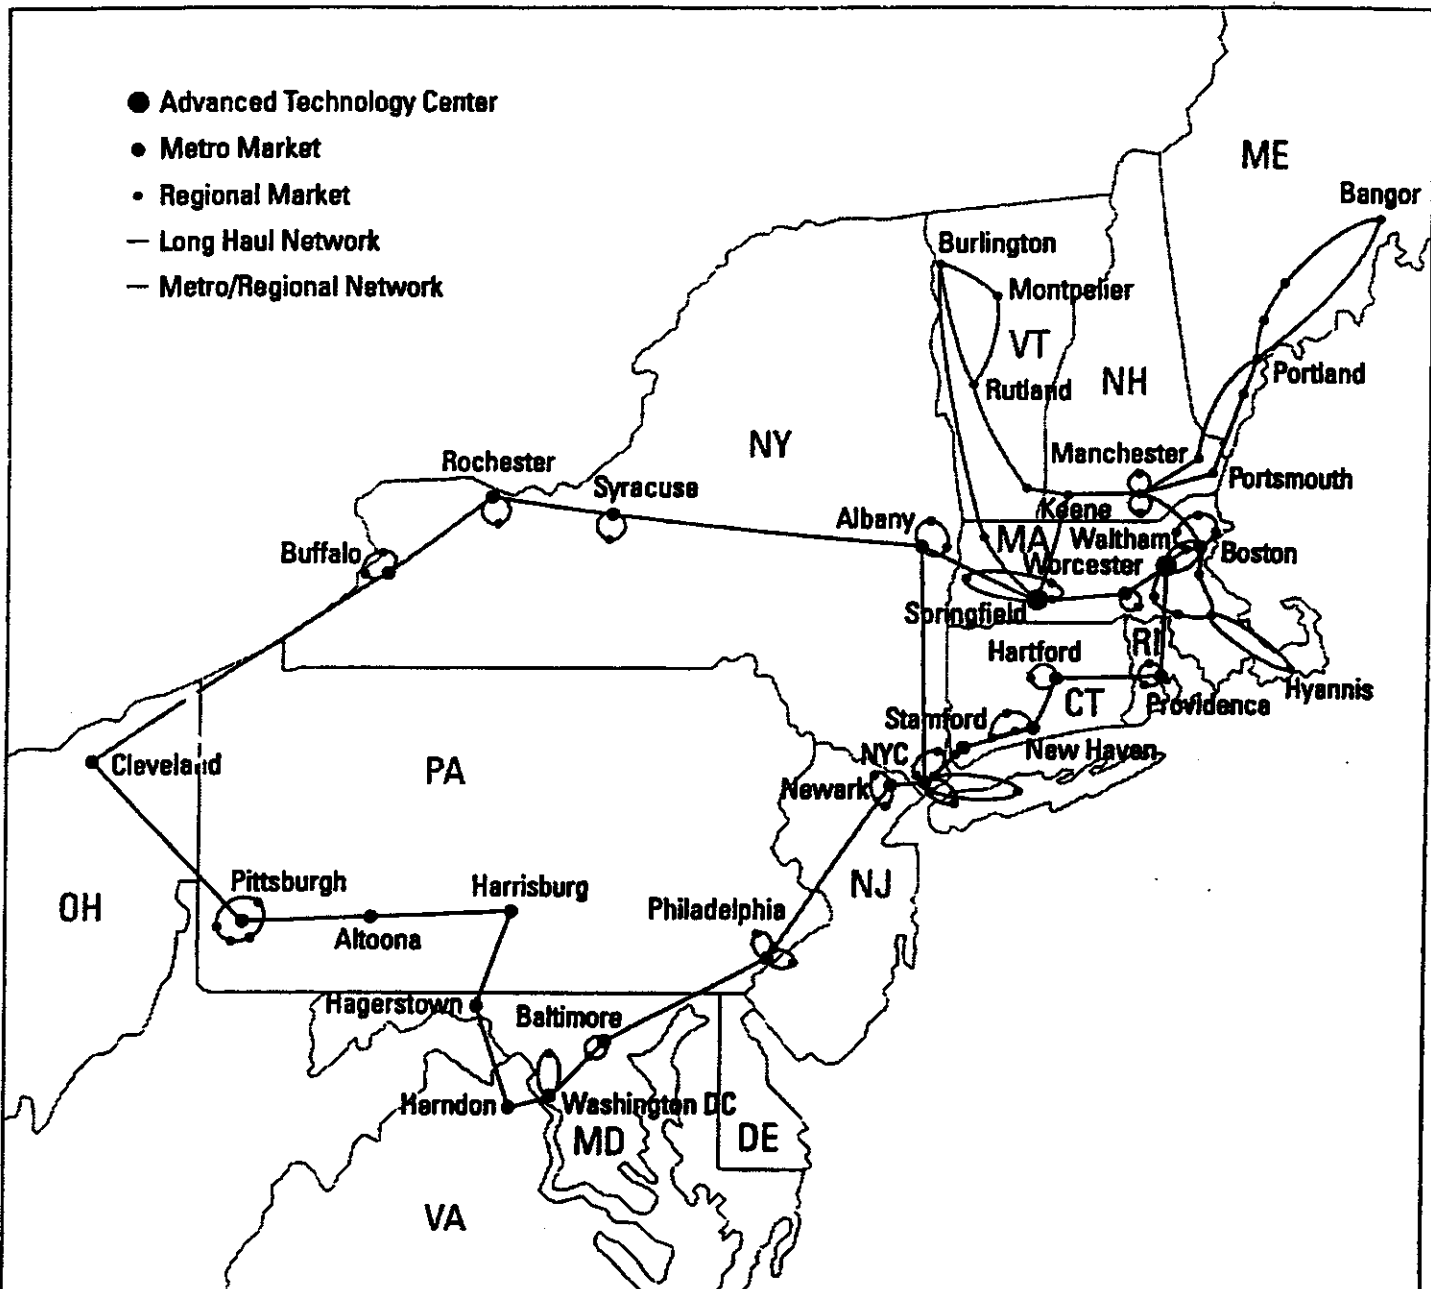 Advanced Technology Center
Metro Market
Regional Market
Long Haul Network
Metro/Regional Network
ME
Bangor
Burlington
Montpelier
VT
Rutland
NH
Portland
NY
Manchester
Rochester
Syracuse
Portsmouth
Keene
Albany
MA
Waltham
Boston
Buffalo
Worcester
Springfield
Hartford
RI
Hyannis
CT
Providence
Stamford
New Haven
NYC
Cleveland
PA
Newark
Pittsburgh
Harrisburg
NJ
OH
Philadelphia
Altoona
Hagerstown
Baltimore
Herndon
Washington DC
MD
DE
VA